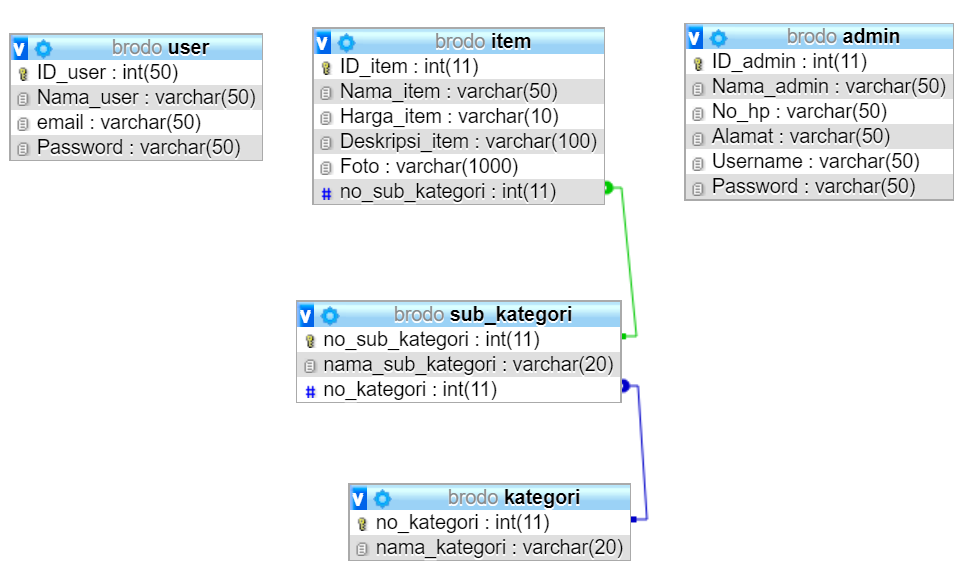 brodo user
ID_user : int(50)
Nama_user : varchar(50)
email : varchar(50)
Password : varchar(50)
brodo item
ID_item : int(11)
Nama_item : varchar(50)
Harga_item : varchar(10)
Deskripsi_item : varchar(100)
Foto : varchar(1000)
no_sub_kategori : int(11)
brodo admin
ID_admin : int(11)
Nama_admin : varchar(50)
No_hp : varchar(50)
Alamat : varchar(50)
Username : varchar(50)
Password : varchar(50)
brodo sub_kategori
no_sub_kategori : int(11)
nama_sub_kategori : varchar(20)
no_kategori : int(11)
brodo kategori
no_kategori : int(11)
nama_kategori : varchar(20)